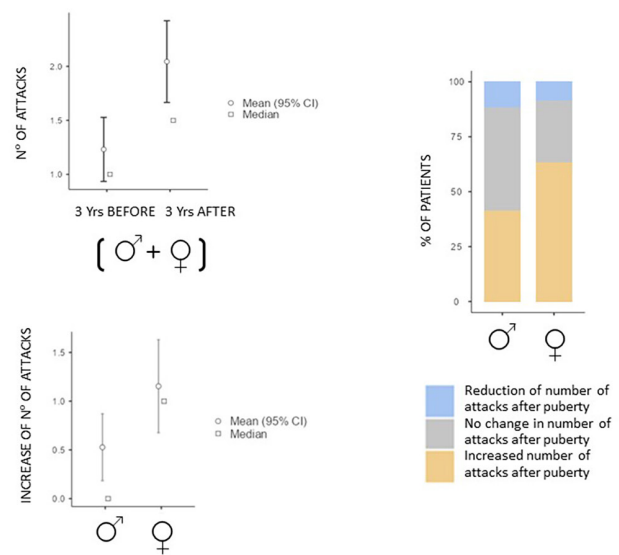 Nº OF ATTACKS
2.0
1.5
1.0
Mean (95% CI)
Median
3 Yrs BEFORE 3 Yrs AFTER
[ ♂ + ♀ ]
INCREASE OF Nº OF ATTACKS
1.5
1.0
0.5
0.0
Mean (95% CI)
Median
♂ ♀
% OF PATIENTS
100
75
50
25
0
♂ ♀
Reduction of number of
attacks after puberty
No change in number of
attacks after puberty
Increased number of
attacks after puberty